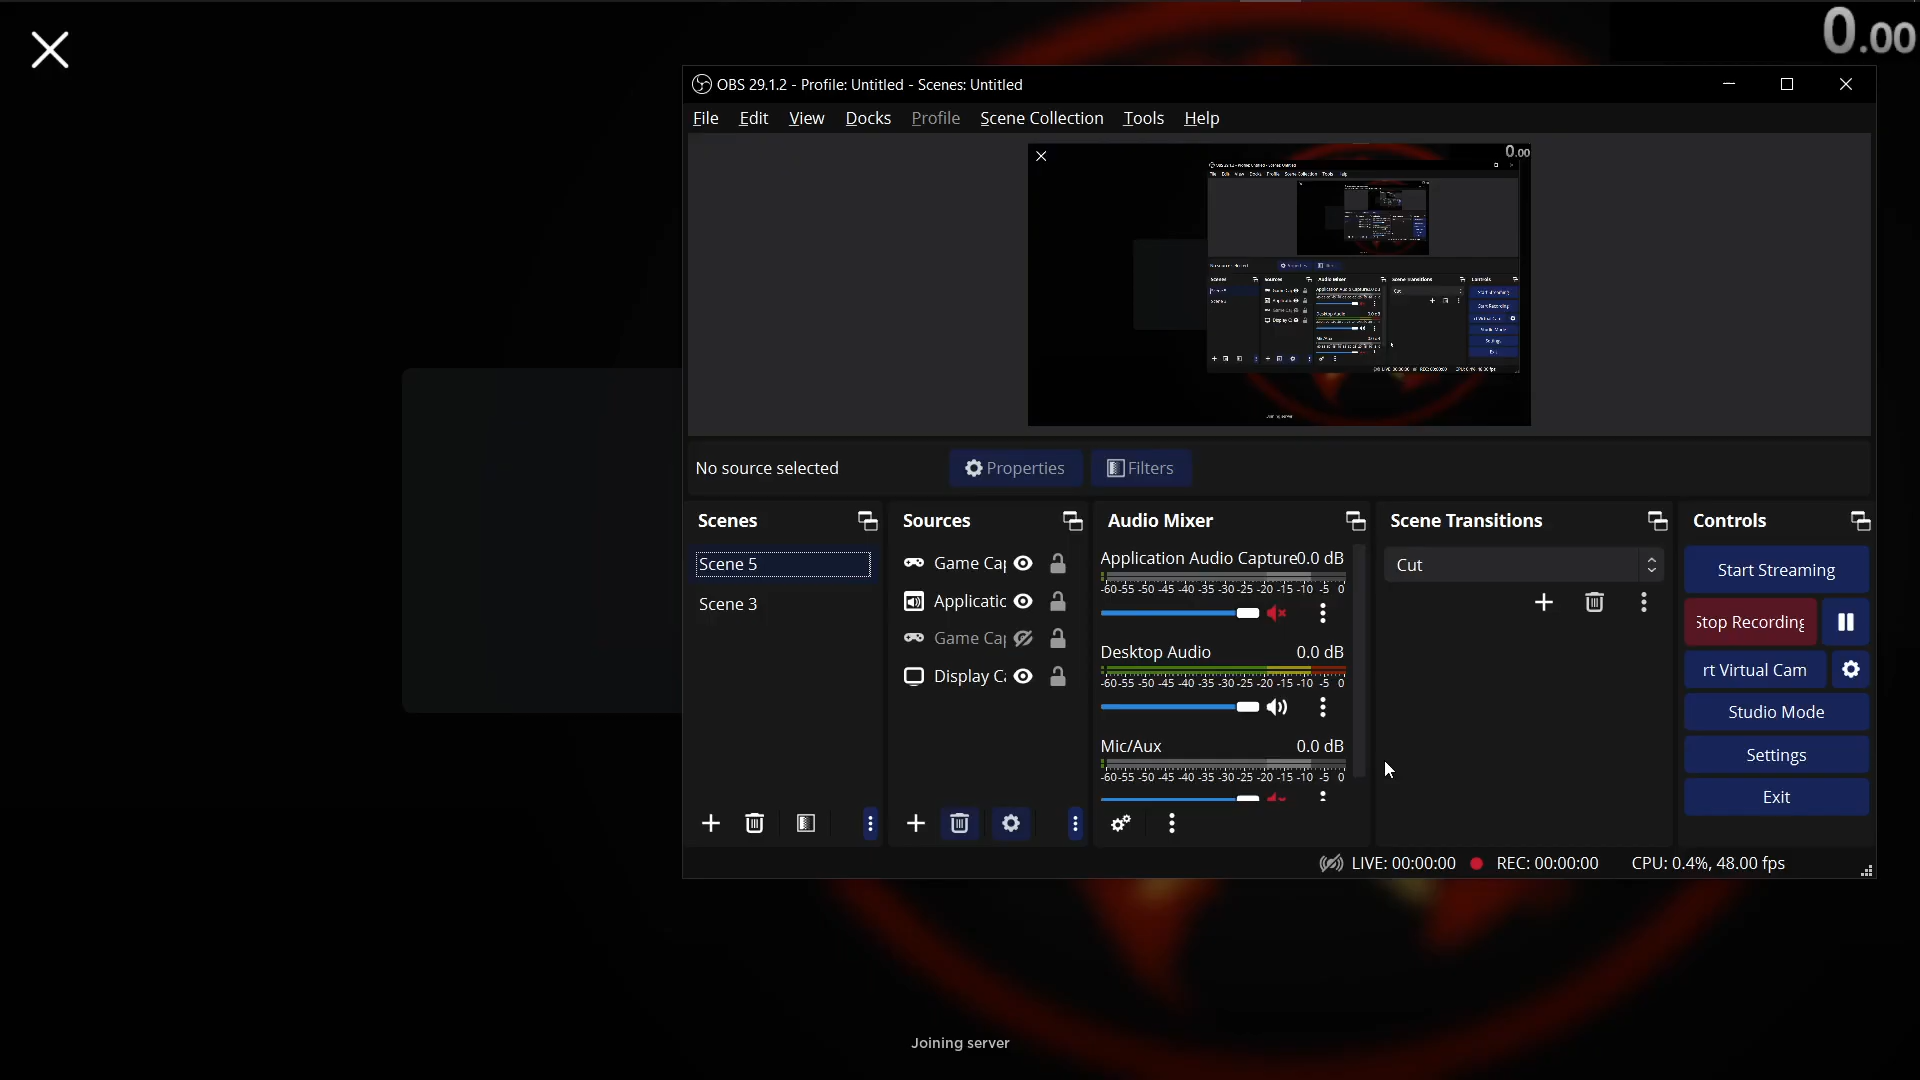 0.00
OBS 29.1.2 - Profile: Untitled - Scenes: Untitled
File Edit View Docks Profile Scene Collection Tools Help
0.00
No source selected
Properties
Filters
Scenes
Scene 5
Scene 3
Sources
Game Cap
Applicatic
Game Cap
Display Ca
Audio Mixer
Application Audio Capture 0.0 dB
-60 -55 -50 -45 -40 -35 -30 -25 -20 -15 -10 -5 0
Desktop Audio 0.0 dB
-60 -55 -50 -45 -40 -35 -30 -25 -20 -15 -10 -5 0
Mic/Aux 0.0 dB
-60 -55 -50 -45 -40 -35 -30 -25 -20 -15 -10 -5 0
Scene Transitions
Cut
Controls
Start Streaming
Stop Recording
rt Virtual Cam
Studio Mode
Settings
Exit
LIVE: 00:00:00 REC: 00:00:00 CPU: 0.4%, 48.00 fps
Joining server